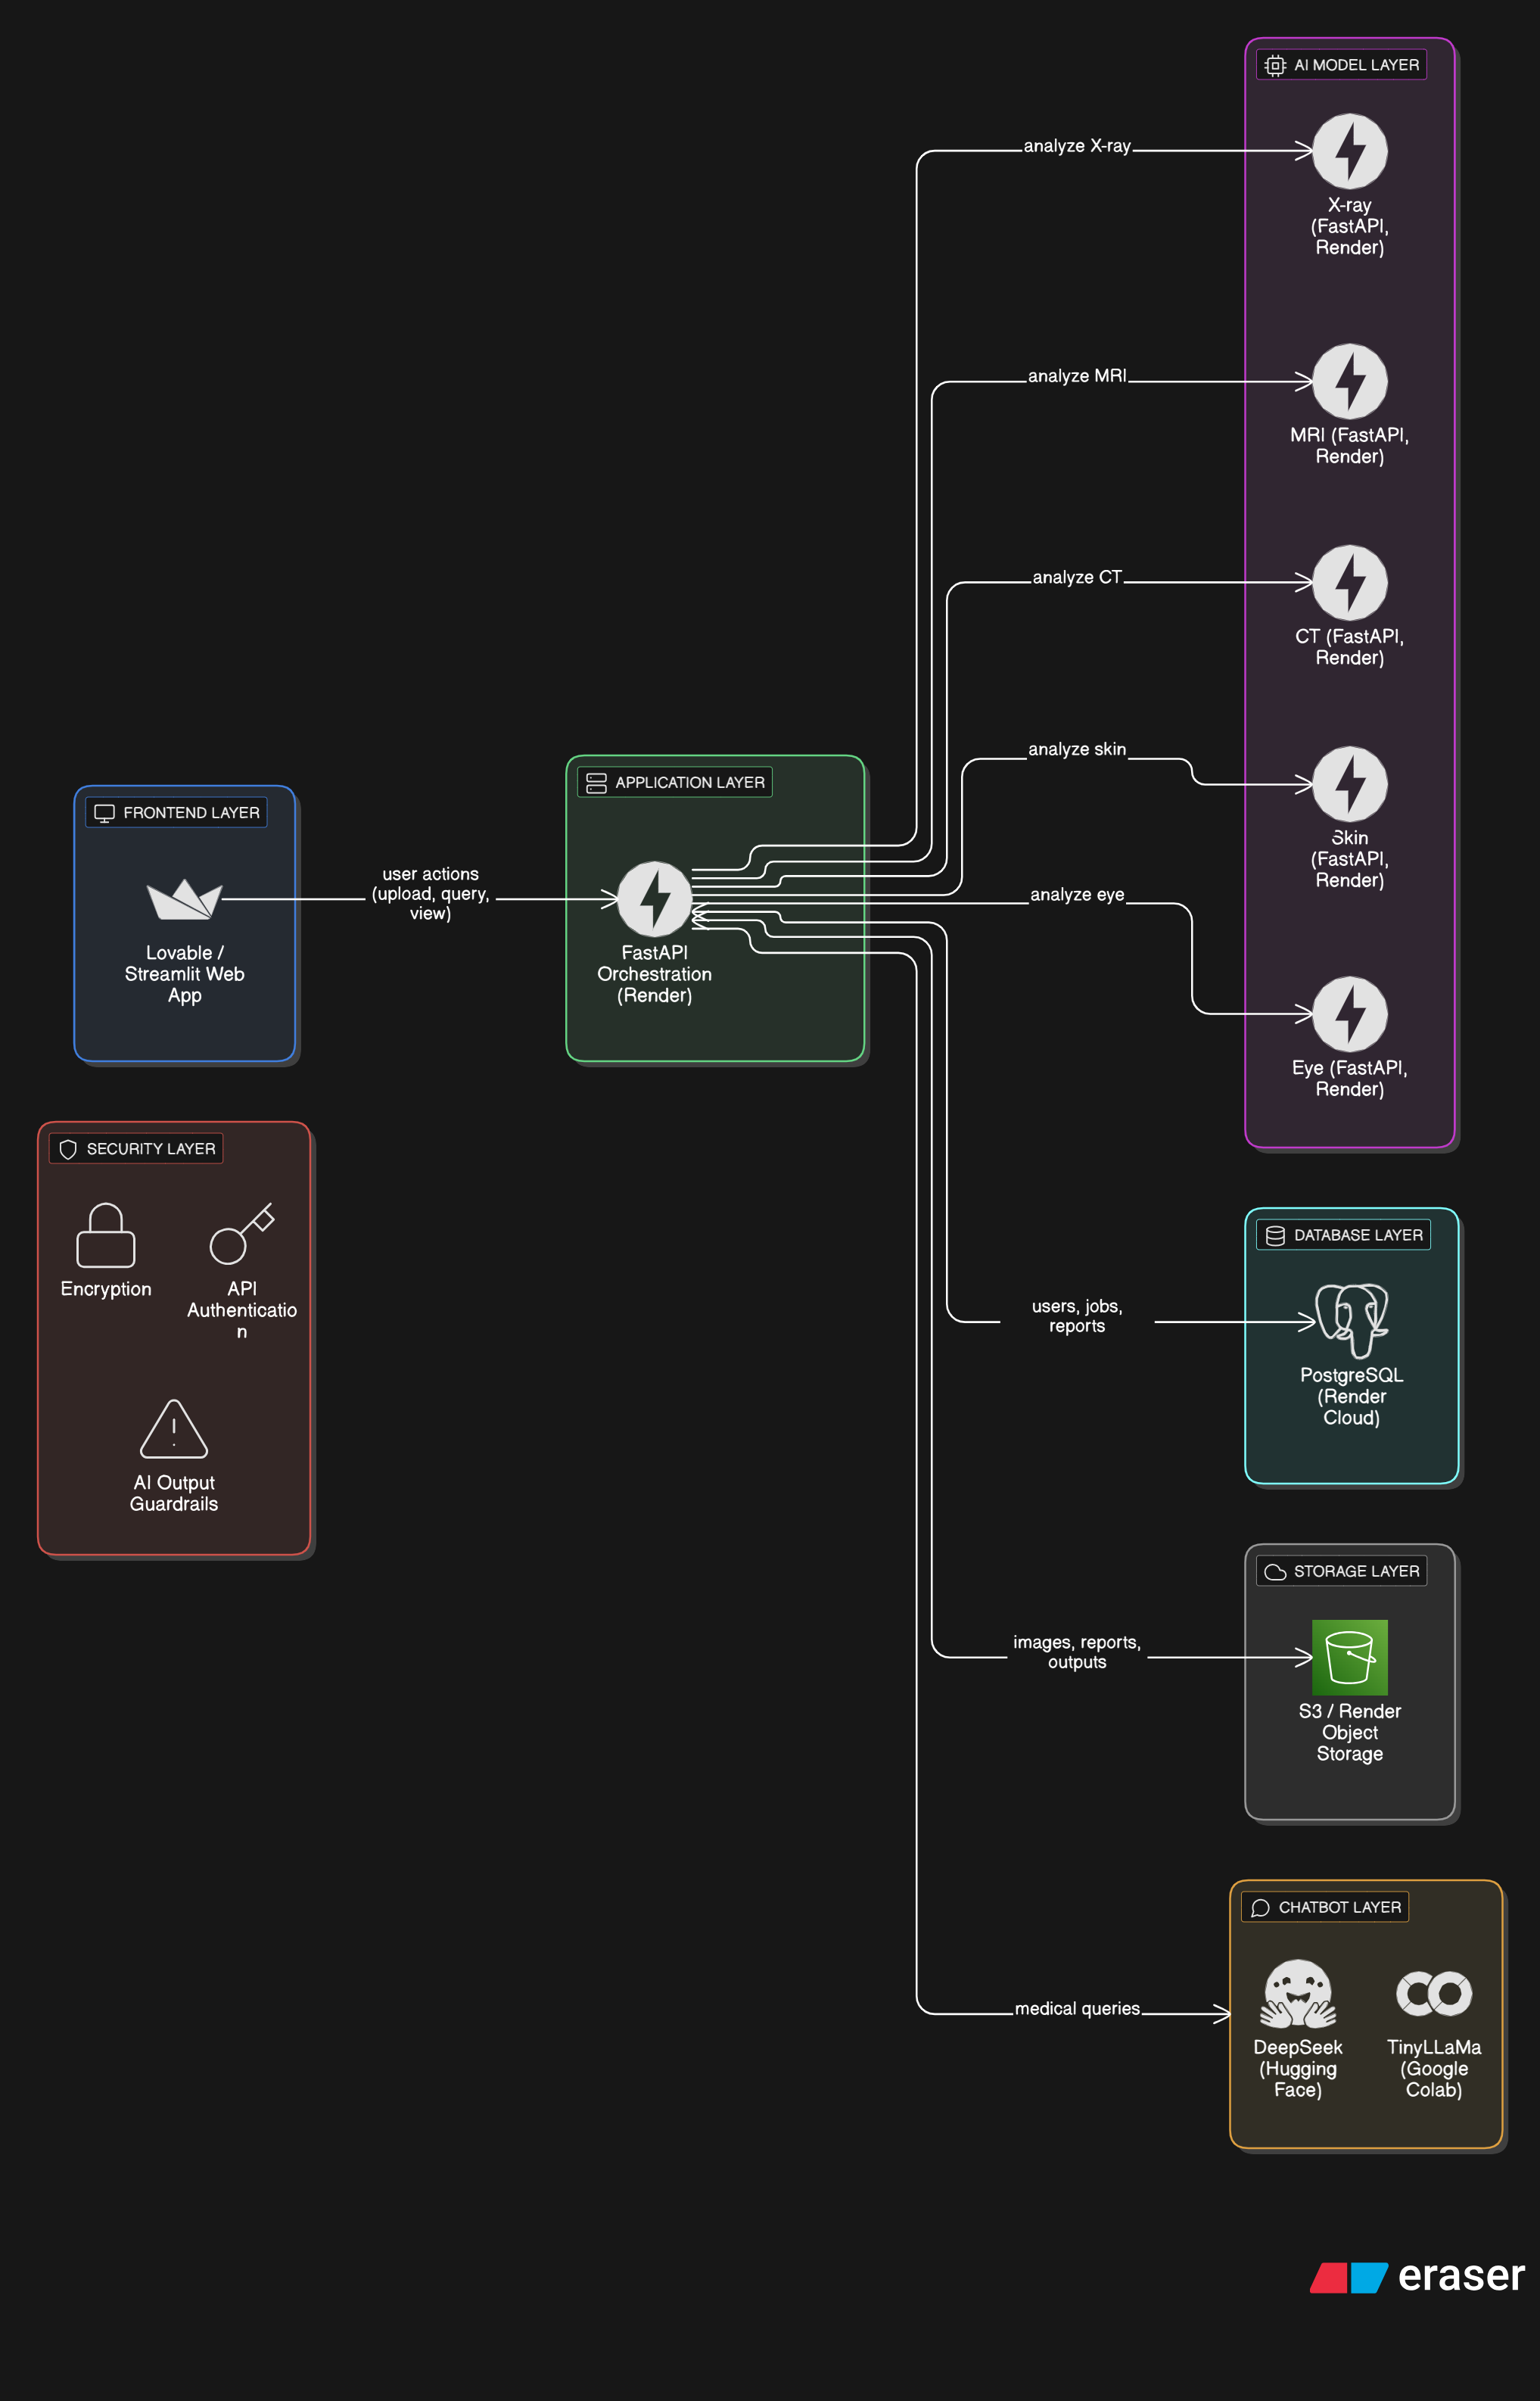 AI MODEL LAYER
analyze X-ray
X-ray
(FastAPI,
Render)
analyze MRI
MRI (FastAPI,
Render)
analyze CT
CT (FastAPI,
Render)
analyze skin
Skin
(FastAPI,
Render)
analyze eye
Eye (FastAPI,
Render)
FRONTEND LAYER
Lovable /
Streamlit Web
App
user actions
(upload, query,
view)
APPLICATION LAYER
FastAPI
Orchestration
(Render)
SECURITY LAYER
Encryption
API
Authenticatio
n
AI Output
Guardrails
DATABASE LAYER
users, jobs,
reports
PostgreSQL
(Render
Cloud)
STORAGE LAYER
images, reports,
outputs
S3 / Render
Object
Storage
CHATBOT LAYER
medical queries
DeepSeek
(Hugging
Face)
TinyLLaMa
(Google
Colab)
eraser